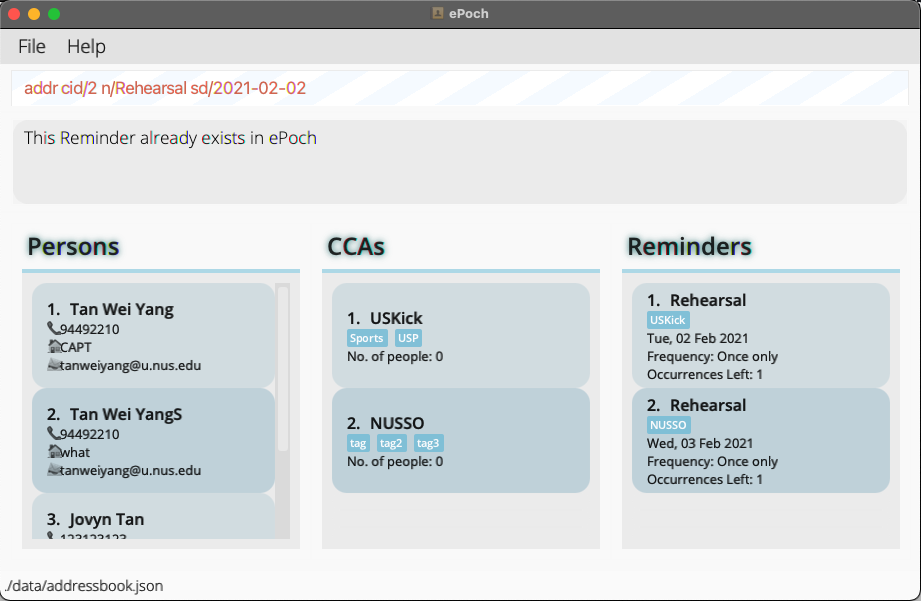 ePoch
File Help
addr cid/2 n/Rehearsal sd/2021-02-02
This Reminder already exists in ePoch
Persons
1. Tan Wei Yang
94492210
CAPT
tanweiyang@u.nus.edu
2. Tan Wei YangS
94492210
what
tanweiyang@u.nus.edu
3. Jovyn Tan
123123123
CCAs
1. USKick
Sports USP
No. of people: 0
2. NUSSO
tag tag2 tag3
No. of people: 0
Reminders
1. Rehearsal
USKick
Tue, 02 Feb 2021
Frequency: Once only
Occurrences Left: 1
2. Rehearsal
NUSSO
Wed, 03 Feb 2021
Frequency: Once only
Occurrences Left: 1
./data/addressbook.json